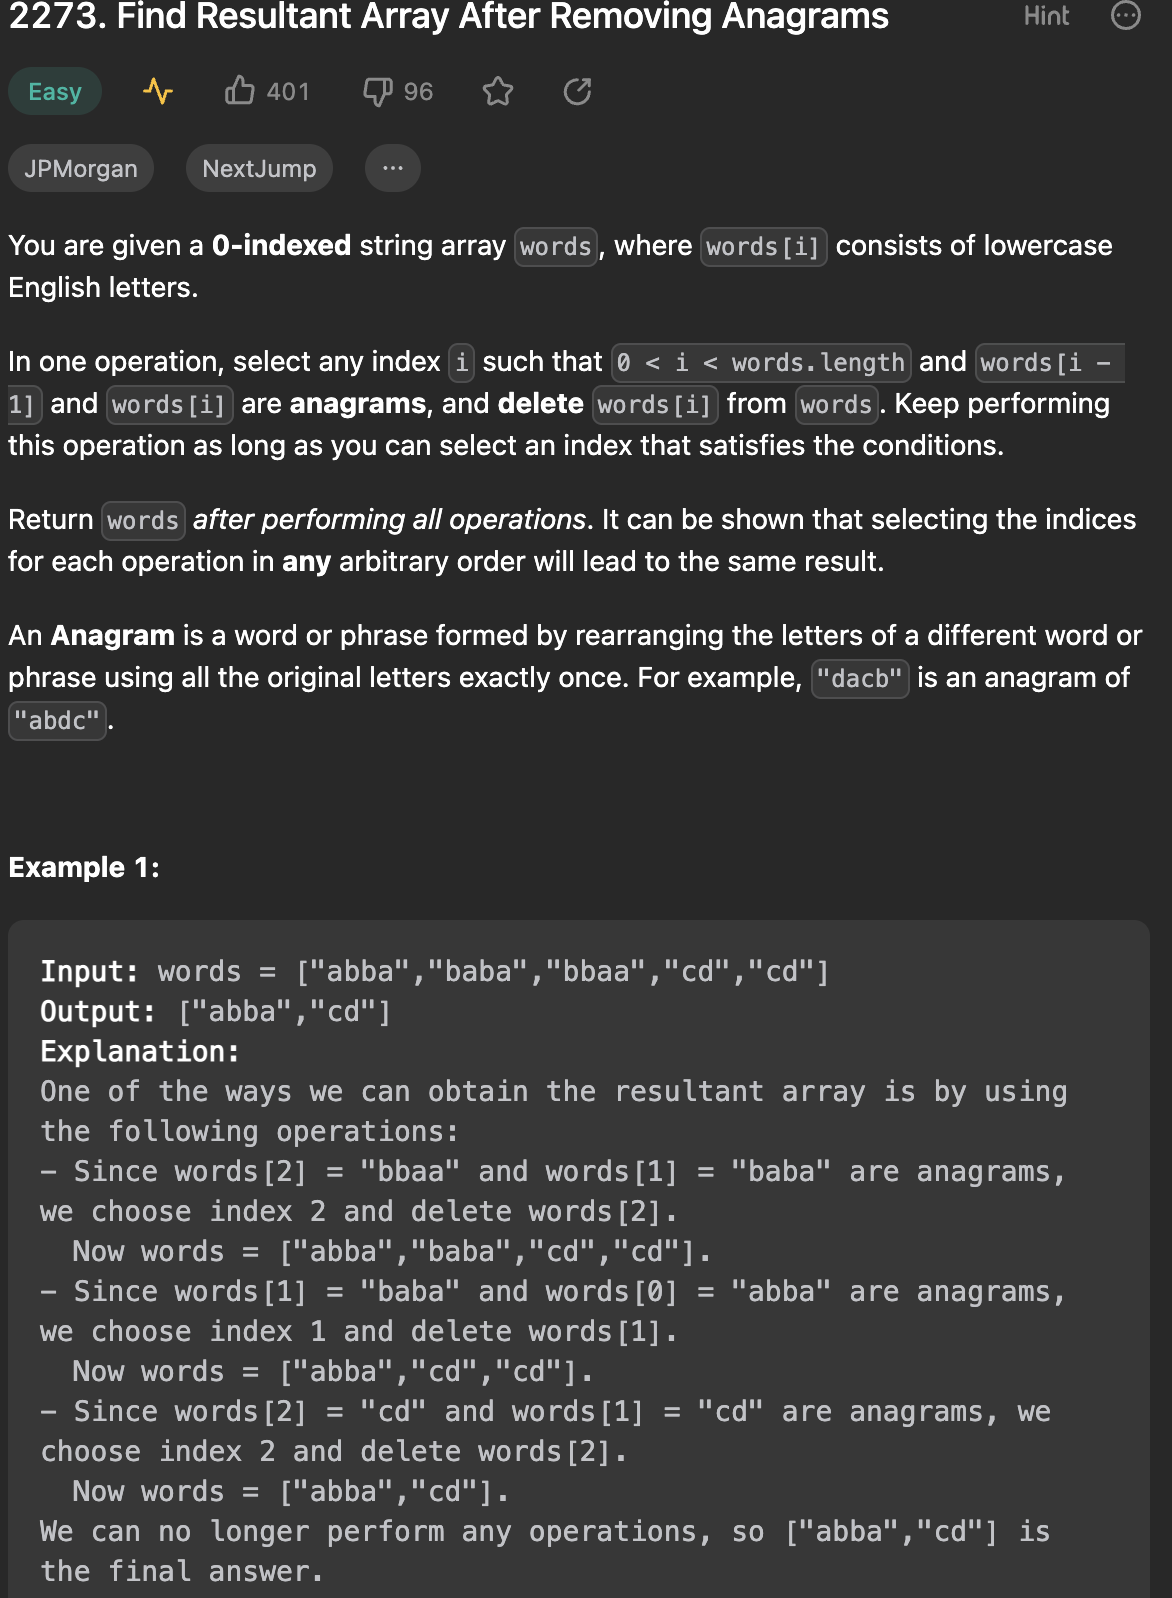 2273. Find Resultant Array After Removing Anagrams
Hint
Easy
401
96
JPMorgan
NextJump
...
You are given a 0-indexed string array words, where words[i] consists of lowercase
English letters.
In one operation, select any index i such that 0 < i < words.length and words[i -
1] and words[i] are anagrams, and delete words[i] from words. Keep performing
this operation as long as you can select an index that satisfies the conditions.
Return words after performing all operations. It can be shown that selecting the indices
for each operation in any arbitrary order will lead to the same result.
An Anagram is a word or phrase formed by rearranging the letters of a different word or
phrase using all the original letters exactly once. For example, "dacb" is an anagram of
"abdc".
Example 1:
Input: words = ["abba","baba","bbaa","cd","cd"]
Output: ["abba","cd"]
Explanation:
One of the ways we can obtain the resultant array is by using
the following operations:
- Since words[2] = "bbaa" and words[1] = "baba" are anagrams,
we choose index 2 and delete words[2].
Now words = ["abba","baba","cd","cd"].
- Since words[1] = "baba" and words[0] = "abba" are anagrams,
we choose index 1 and delete words[1].
Now words = ["abba","cd","cd"].
- Since words[2] = "cd" and words[1] = "cd" are anagrams, we
choose index 2 and delete words[2].
Now words = ["abba","cd"].
We can no longer perform any operations, so ["abba","cd"] is
the final answer.